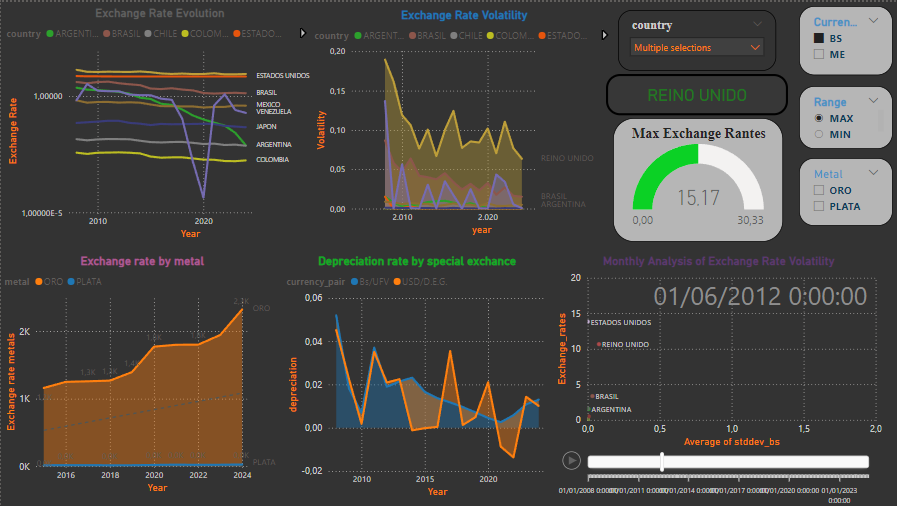 Exchange Rate Evolution
country ARGENTI... BRASIL CHILE COLOM... ESTADO...
Exchange Rate
1,00000
1,00000E-5
2010 2020
Year
ESTADOS UNIDOS
BRASIL
MEXICO
VENEZUELA
JAPON
ARGENTINA
COLOMBIA
Exchange Rate Volatility
country ARGENT... BRASIL CHILE COLOM... ESTADO...
Volatility
0,20
0,15
0,10
0,05
0,00
2.010 2.020
year
REINO UNIDO
BRASIL
ARGENTINA
country
Multiple selections
REINO UNIDO
Max Exchange Rantes
15.17
0,00 30,33
Curren...
BS
ME
Range
MAX
MIN
Metal
ORO
PLATA
Exchange rate by metal
metal ORO PLATA
Exchange rate metals
2K
1K
0K
1,3K
1,8K
ORO
PLATA
2016 2018 2020 2022 2024
Year
Depreciation rate by special exchance
currency_pair Bs/UFV USD/D.E.G.
depreciation
0,06
0,04
0,02
0,00
-0,02
2010 2015 2020
Year
Monthly Analysis of Exchange Rate Volatility
01/06/2012 0:00:00
Exchange_rates
20
15
10
5
0
ESTADOS UNIDOS
REINO UNIDO
BRASIL
ARGENTINA
0,0 0,5 1,0 1,5 2,0
Average of stddev_bs
01/01/2008 0:00:00 01/01/2011 0:00:00 01/01/2014 0:00:00 01/01/2017 0:00:00 01/01/2020 0:00:00 01/01/2023
0:00:00